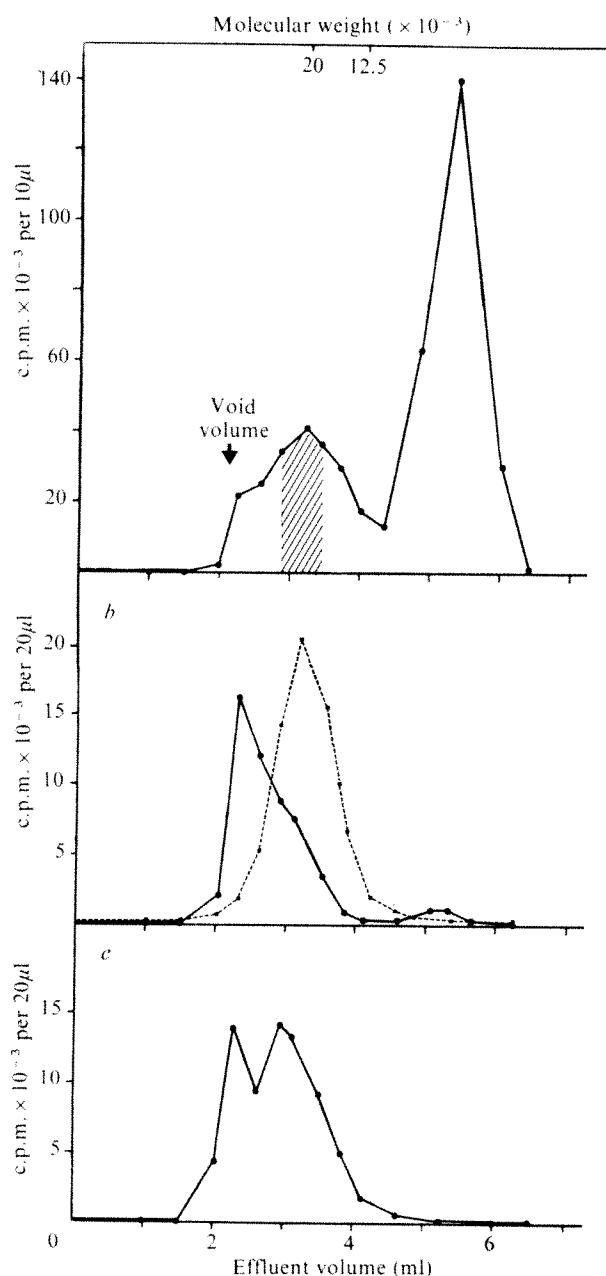 Molecular weight (× 10⁻³)
20 12.5
140
100
60
20
c.p.m. × 10⁻³ per 10μl
Void
volume
b
20
15
10
5
c.p.m. × 10⁻³ per 20μl
c
15
10
5
c.p.m. × 10⁻³ per 20μl
0 2 4 6
Effluent volume (ml)